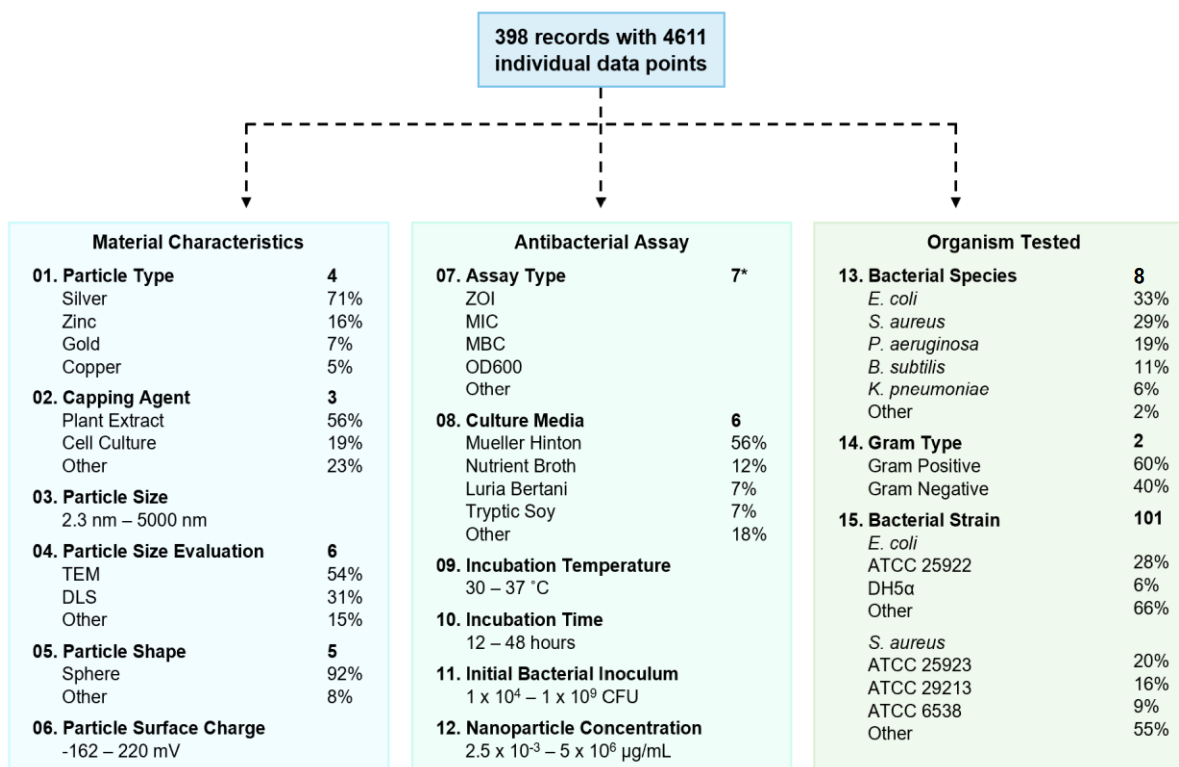 398 records with 4611
individual data points
Material Characteristics
01. Particle Type 4
Silver 71%
Zinc 16%
Gold 7%
Copper 5%
02. Capping Agent 3
Plant Extract 56%
Cell Culture 19%
Other 23%
03. Particle Size
2.3 nm – 5000 nm
04. Particle Size Evaluation 6
TEM 54%
DLS 31%
Other 15%
05. Particle Shape 5
Sphere 92%
Other 8%
06. Particle Surface Charge
-162 – 220 mV
Antibacterial Assay
07. Assay Type 7*
ZOI
MIC
MBC
OD600
Other
08. Culture Media 6
Mueller Hinton 56%
Nutrient Broth 12%
Luria Bertani 7%
Tryptic Soy 7%
Other 18%
09. Incubation Temperature
30 – 37 ˚C
10. Incubation Time
12 – 48 hours
11. Initial Bacterial Inoculum
1 x 10⁴ – 1 x 10⁹ CFU
12. Nanoparticle Concentration
2.5 x 10⁻³ – 5 x 10⁶ µg/mL
Organism Tested
13. Bacterial Species 8
E. coli 33%
S. aureus 29%
P. aeruginosa 19%
B. subtilis 11%
K. pneumoniae 6%
Other 2%
14. Gram Type 2
Gram Positive 60%
Gram Negative 40%
15. Bacterial Strain 101
E. coli
ATCC 25922 28%
DH5α 6%
Other 66%
S. aureus
ATCC 25923 20%
ATCC 29213 16%
ATCC 6538 9%
Other 55%